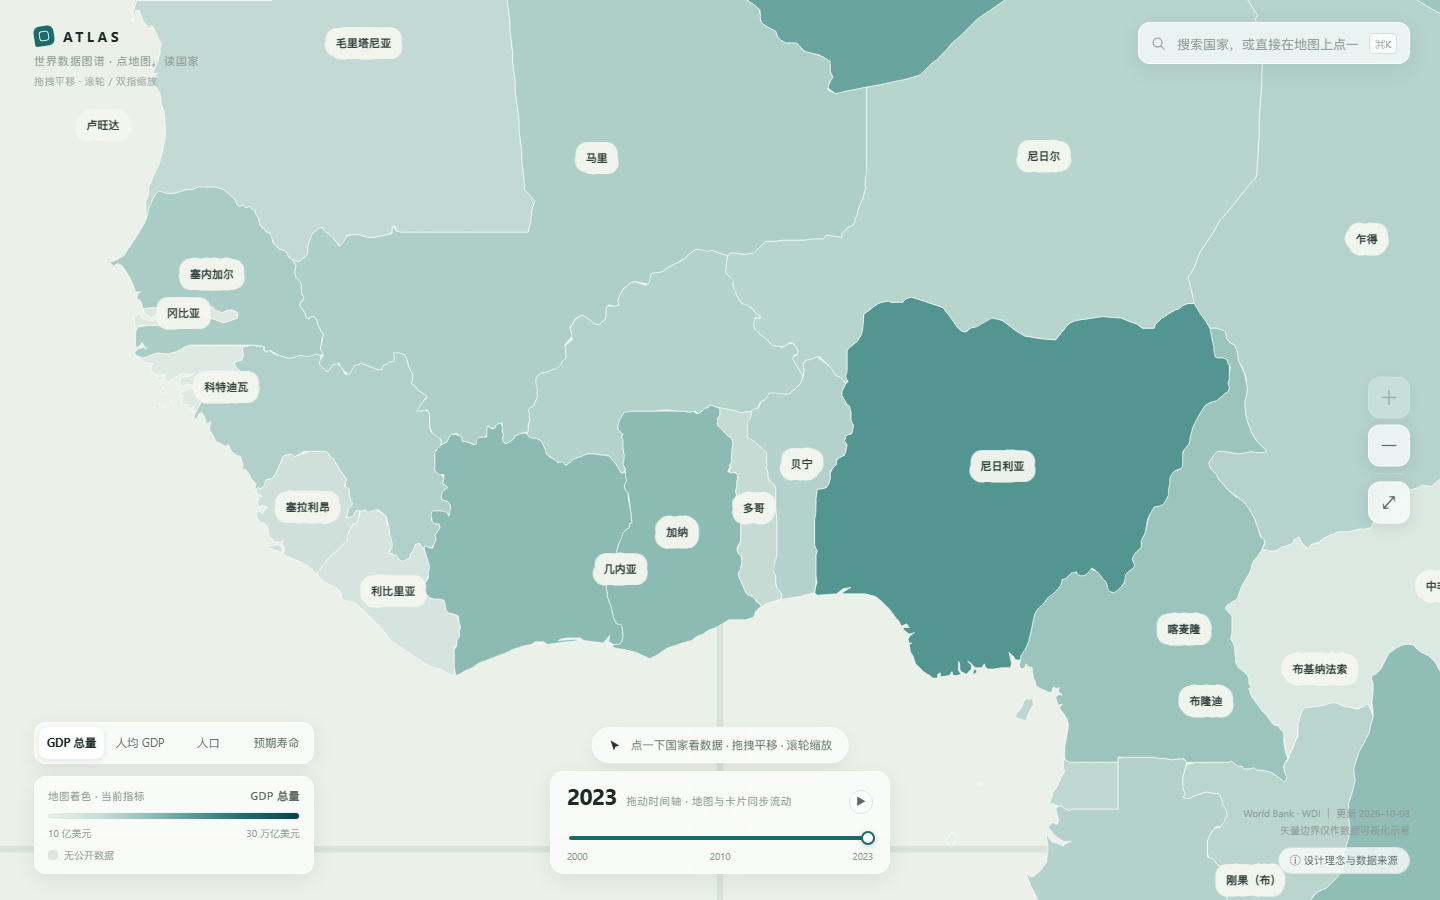 ATLAS
世界数据图谱 · 点地图，读国家
拖拽平移 · 滚轮 / 双指缩放
搜索国家，或直接在地图上点一
⌘K
毛里塔尼亚
卢旺达
马里
尼日尔
乍得
塞内加尔
冈比亚
科特迪瓦
贝宁
尼日利亚
塞拉利昂
多哥
加纳
几内亚
利比里亚
中非
喀麦隆
布基纳法索
布隆迪
GDP 总量
人均 GDP
人口
预期寿命
点一下国家看数据 · 拖拽平移 · 滚轮缩放
地图着色 · 当前指标
GDP 总量
10 亿美元
30 万亿美元
无公开数据
2023
拖动时间轴 · 地图与卡片同步流动
2000
2010
2023
World Bank · WDI | 更新 2026-10-08
矢量边界仅作数据可视化示意
ⓘ 设计理念与数据来源
刚果（布）